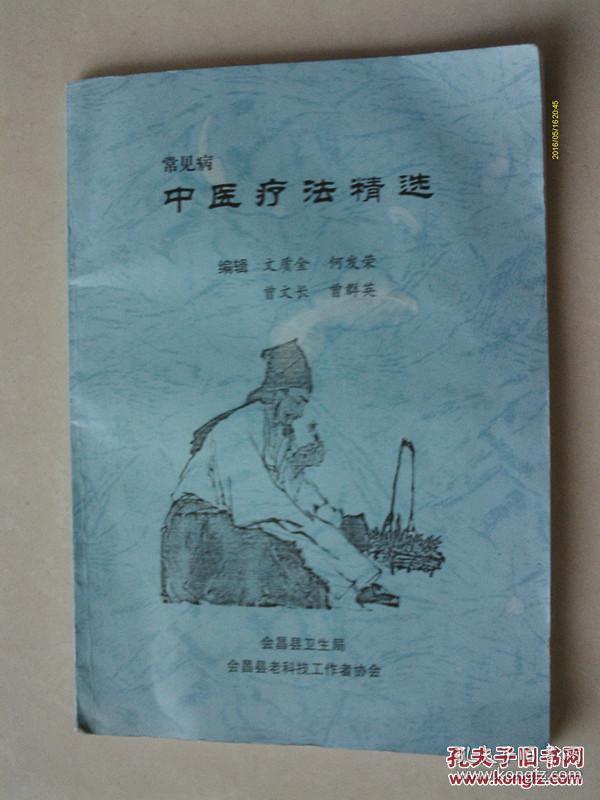 常见病
中医疗法精选
编辑 文质金 何发荣
曾文长 曾群英
会昌县卫生局
会昌县老科技工作者协会
2016/05/16 20:45
孔夫子旧书网
WWW.KONGFZ.COM